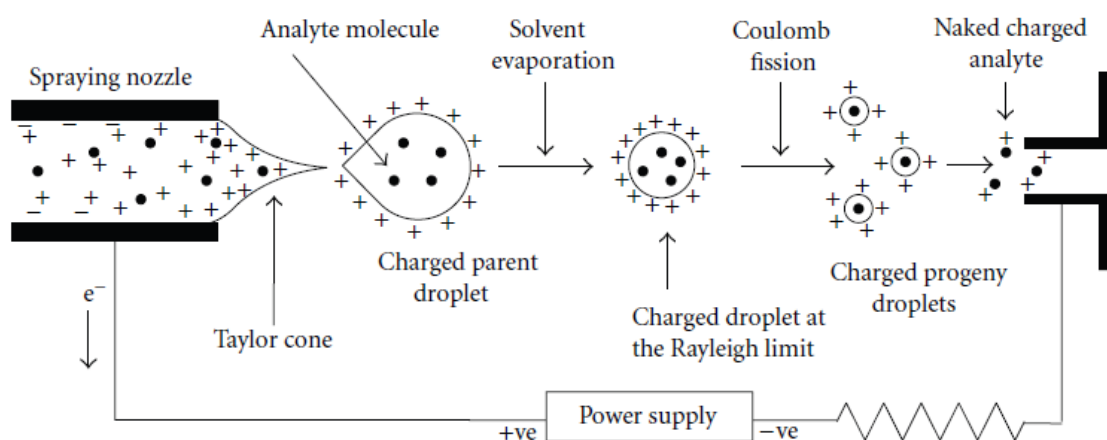 Spraying nozzle
Analyte molecule
Solvent
evaporation
Coulomb
fission
Naked charged
analyte
Charged parent
droplet
Charged progeny
droplets
Taylor cone
Charged droplet at
the Rayleigh limit
e⁻
+ve
Power supply
−ve